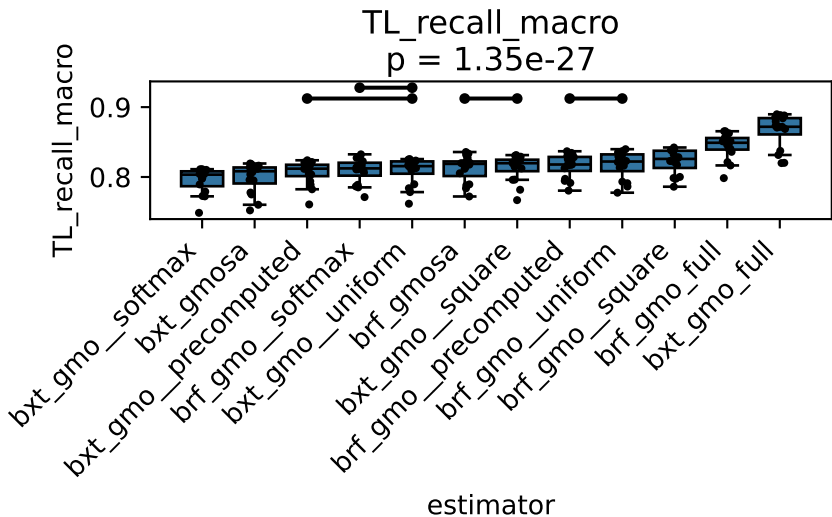 TL_recall_macro
p = 1.35e-27
TL_recall_macro
0.9
0.8
bxt_gmo__softmax
bxt_gmosa
bxt_gmo__precomputed
brf_gmo__softmax
bxt_gmo__uniform
brf_gmosa
bxt_gmo__square
brf_gmo__precomputed
brf_gmo__uniform
brf_gmo__square
brf_gmo_full
bxt_gmo_full
estimator